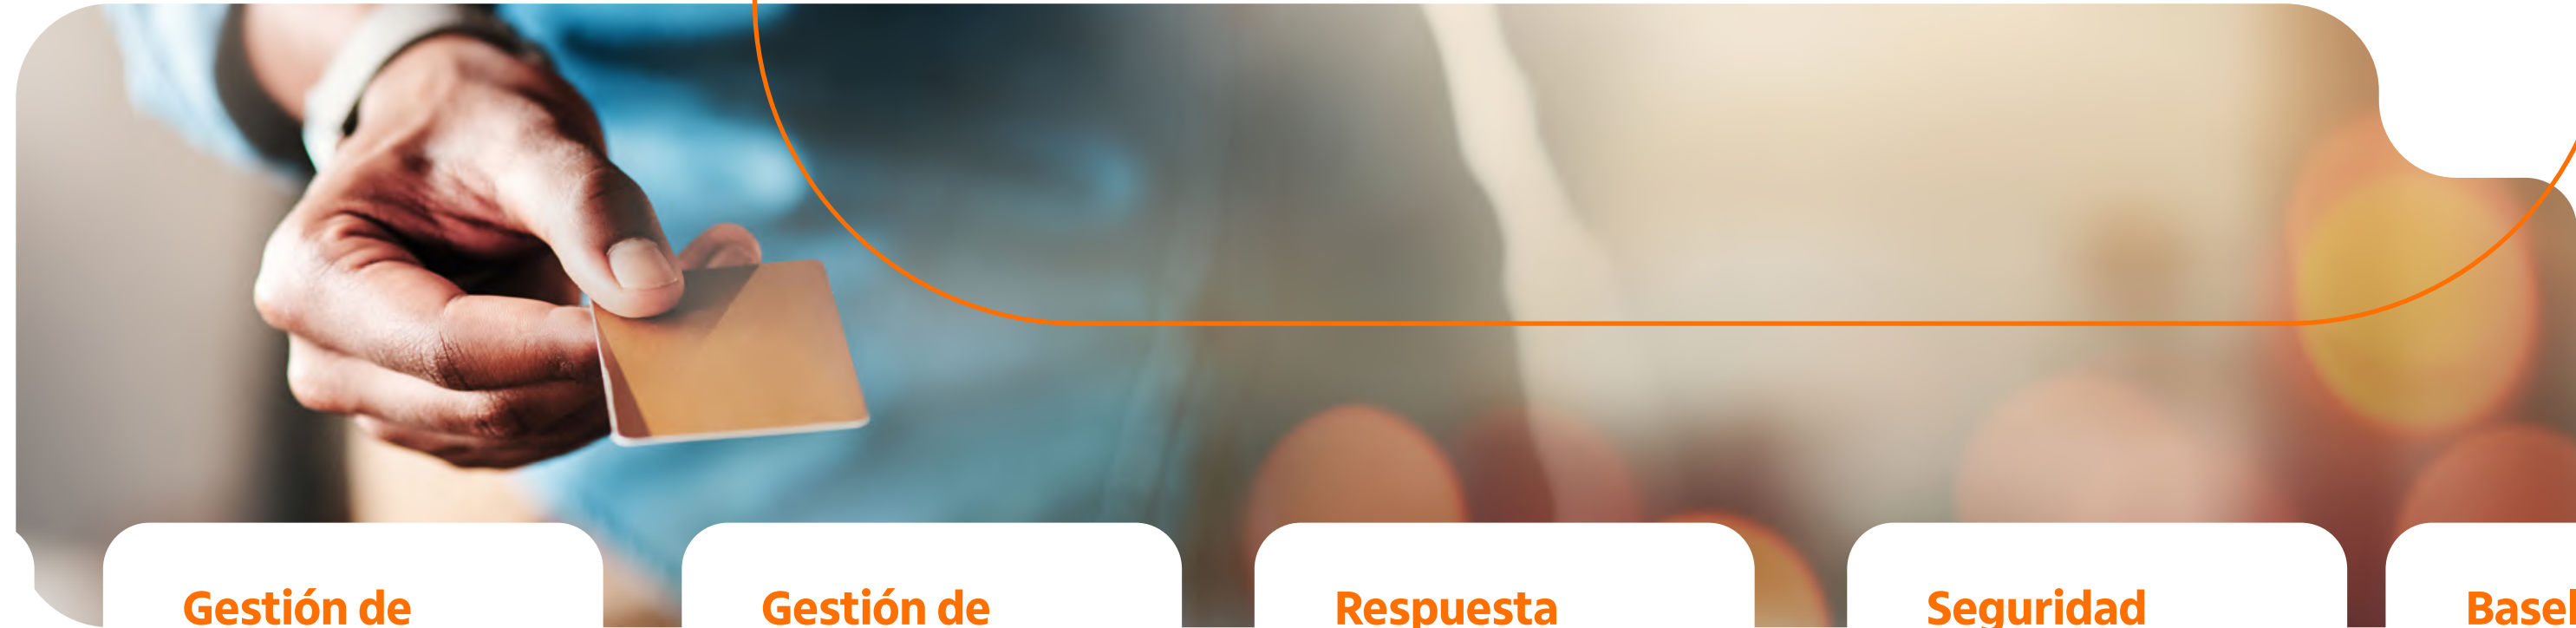 Gestión de
Gestión de
Respuesta
Seguridad